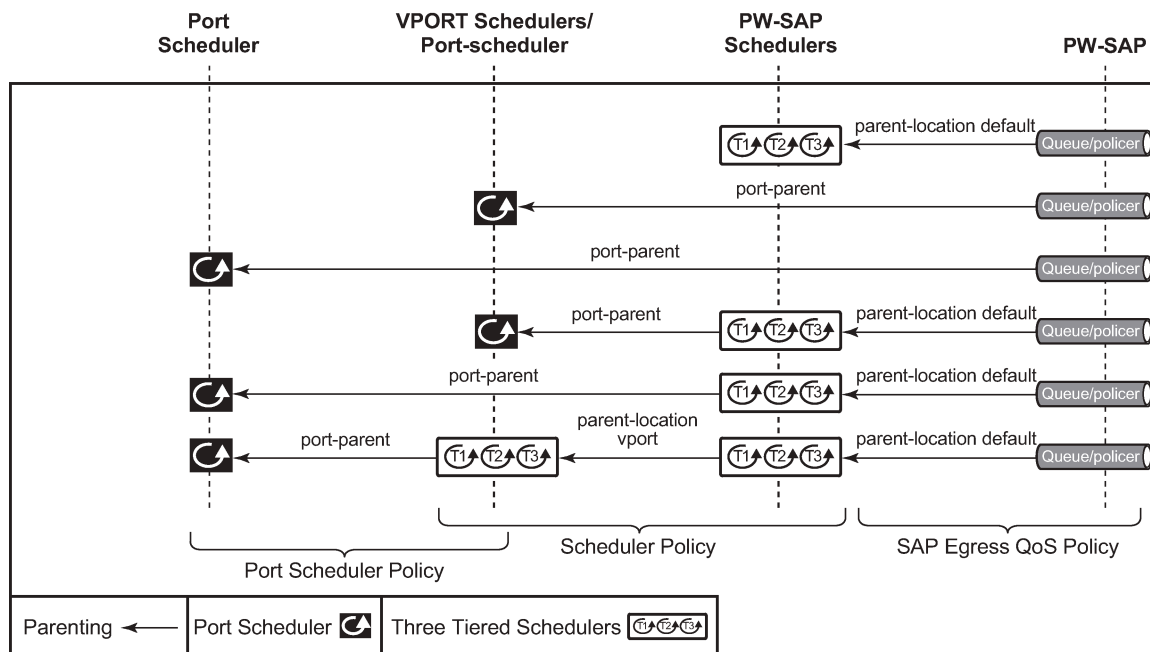 Port
Scheduler
VPORT Schedulers/
Port-scheduler
PW-SAP
Schedulers
PW-SAP
parent-location default
T1 T2 T3
Queue/policer
port-parent
Queue/policer
port-parent
Queue/policer
port-parent
T1 T2 T3
parent-location default
Queue/policer
port-parent
T1 T2 T3
parent-location default
Queue/policer
port-parent
T1 T2 T3
parent-location
vport
T1 T2 T3
parent-location default
Queue/policer
Port Scheduler Policy
Scheduler Policy
SAP Egress QoS Policy
Parenting
Port Scheduler
Three Tiered Schedulers
T1 T2 T3